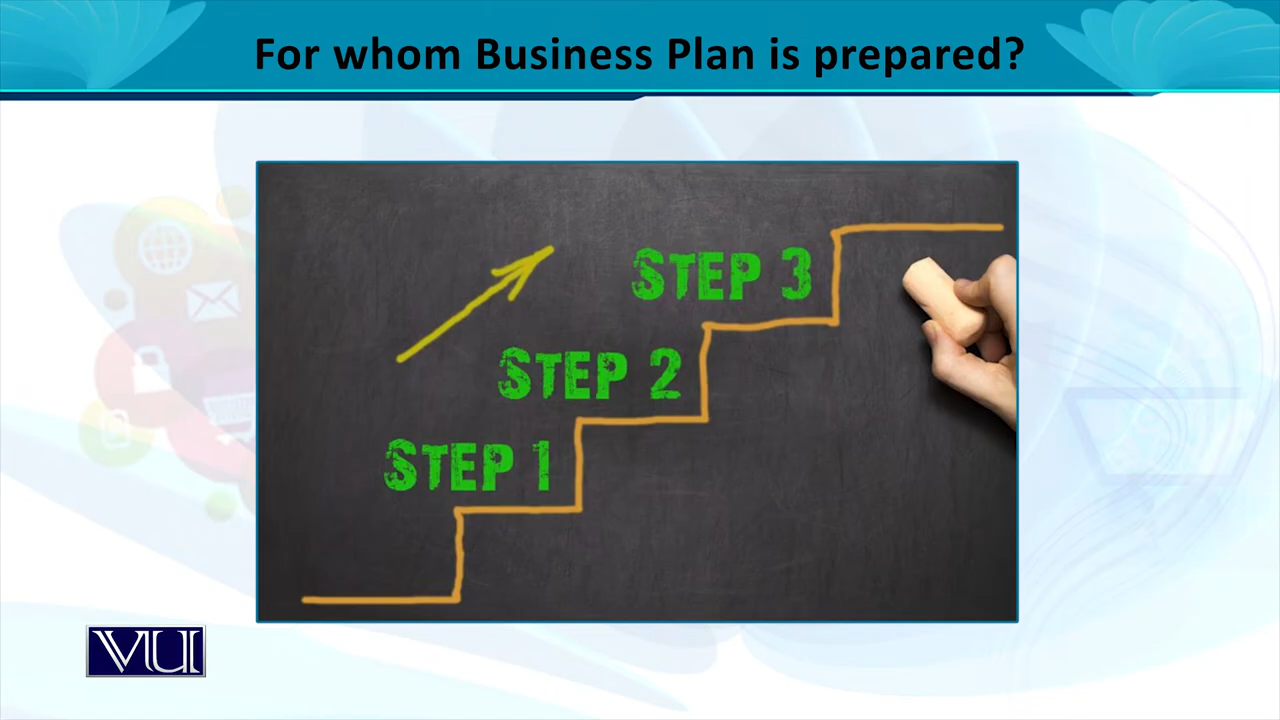 For whom Business Plan is prepared?
STEP 3
STEP 2
STEP 1
VU